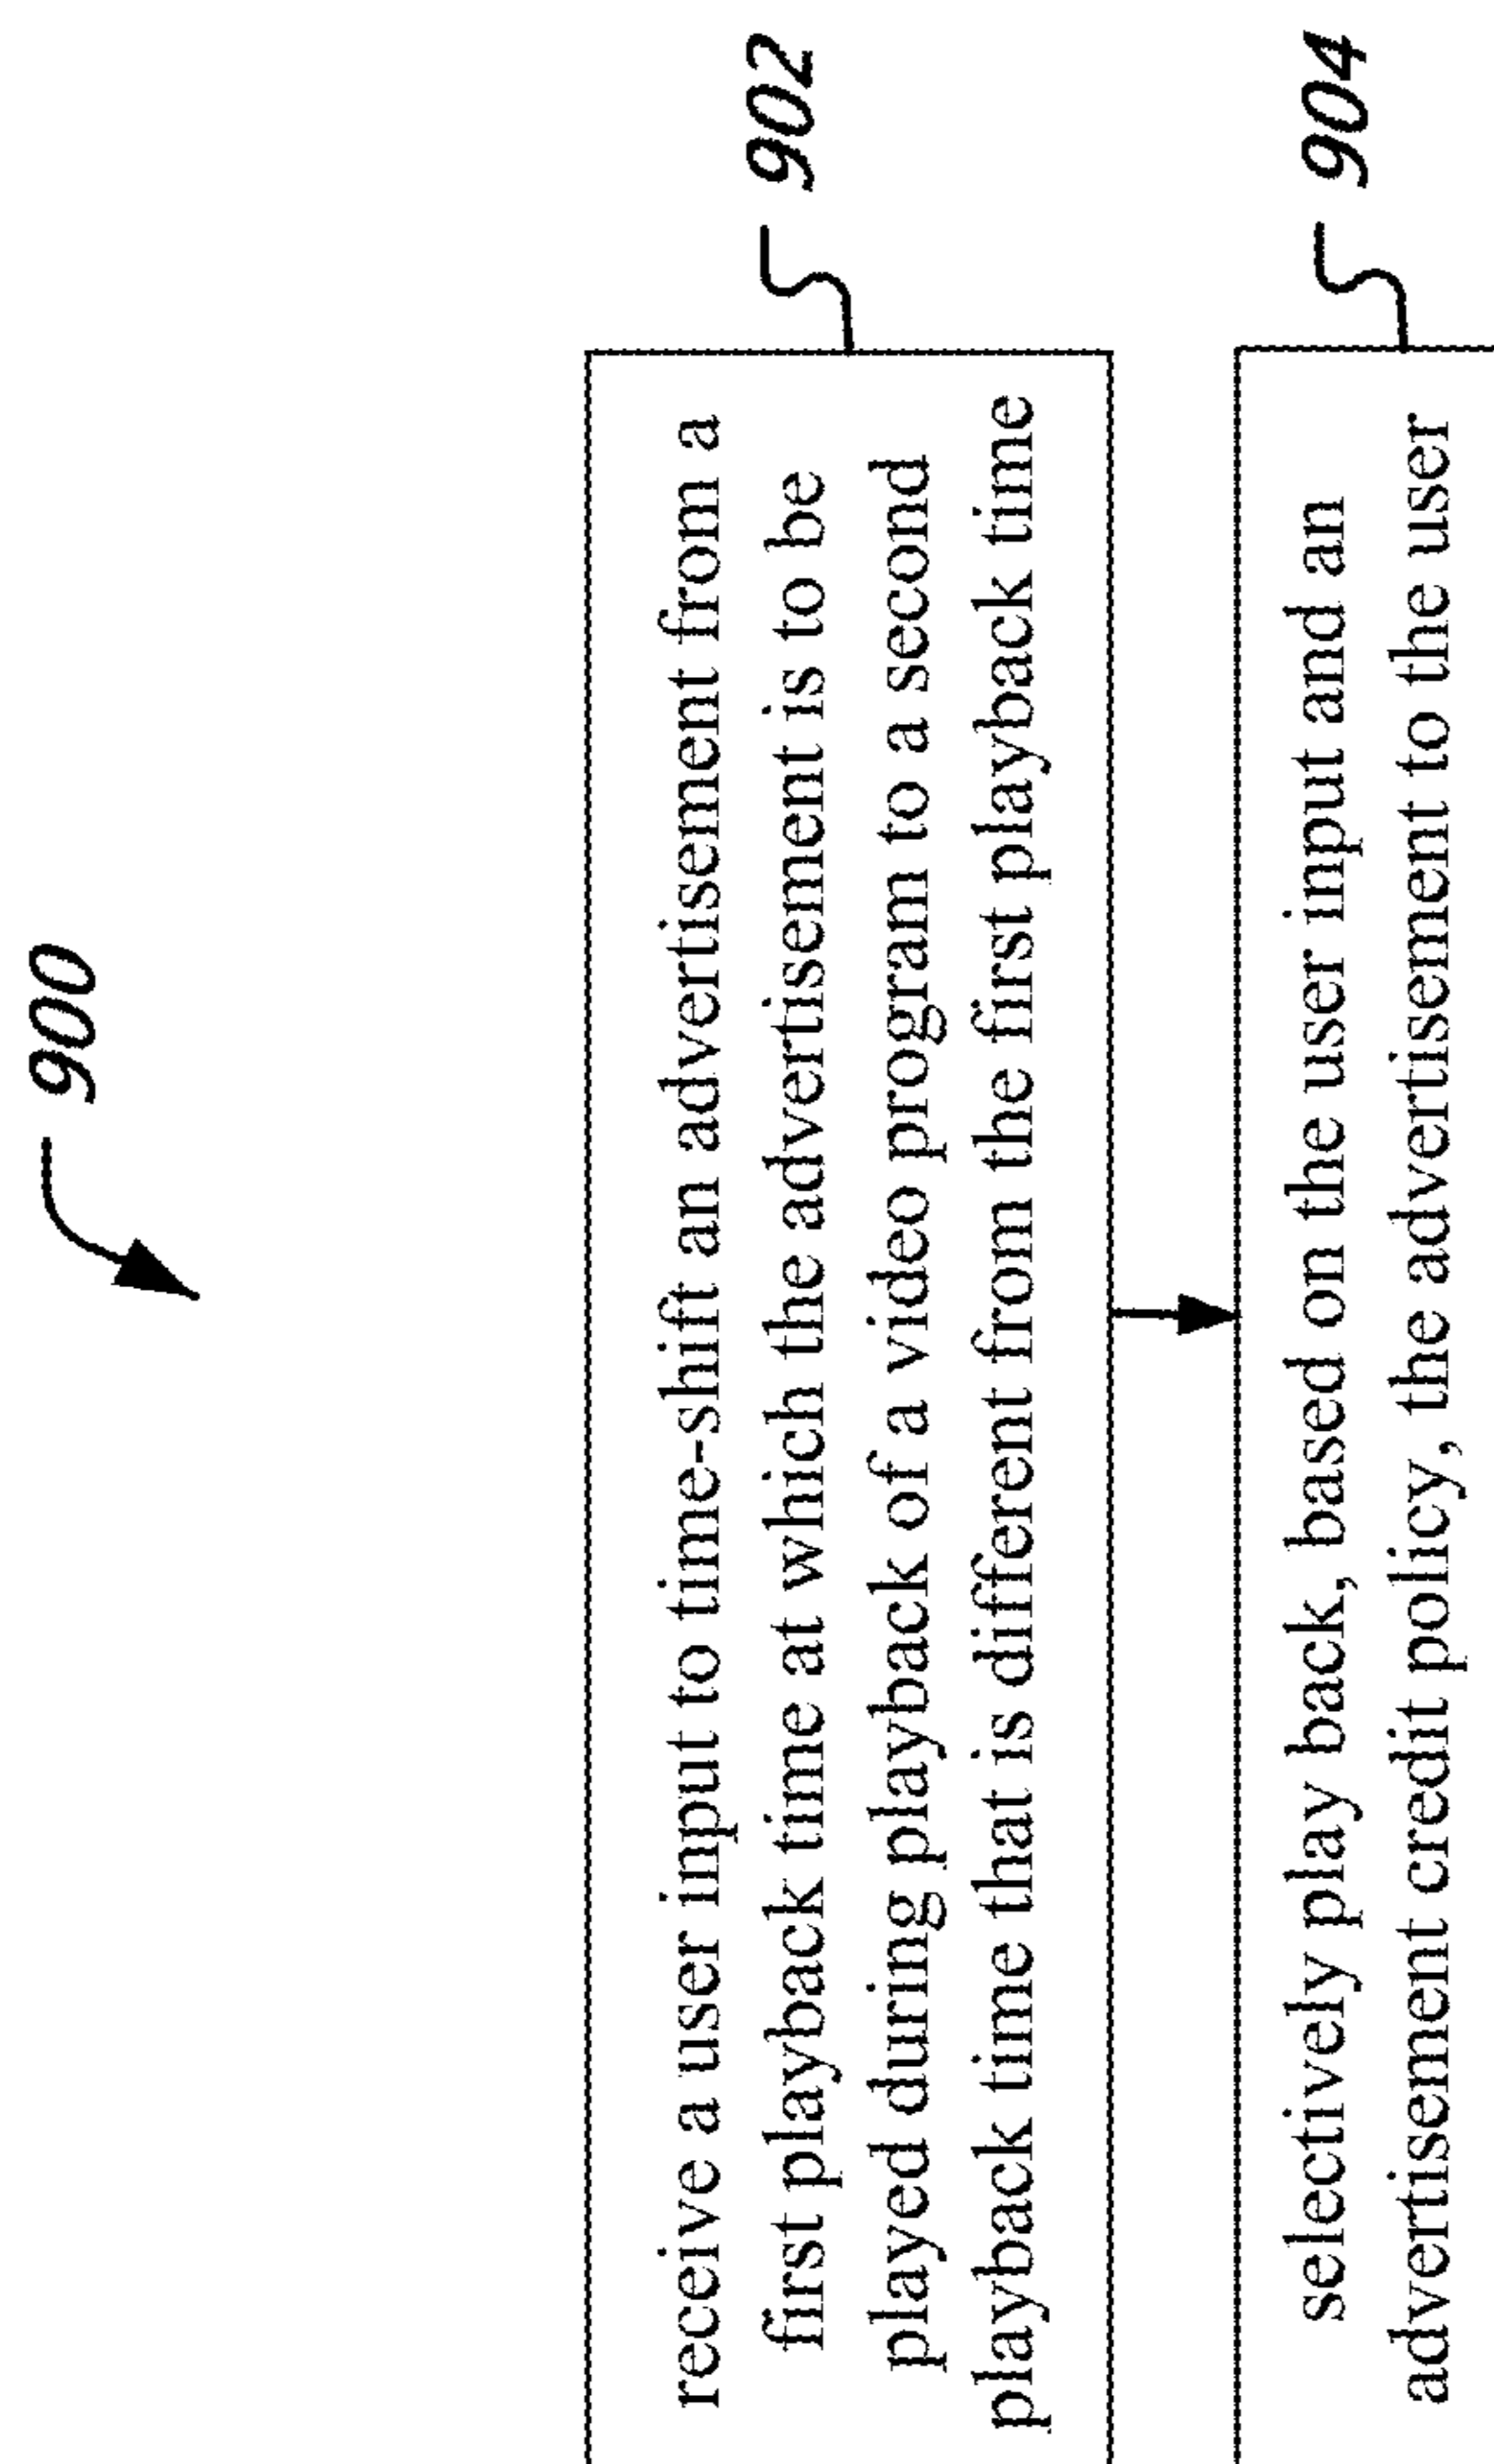 900
receive a user input to time-shift an advertisement from a
first playback time at which the advertisement is to be
played during playback of a video program to a second
playback time that is different from the first playback time
902
selectively play back, based on the user input and an
advertisement credit policy, the advertisement to the user
904